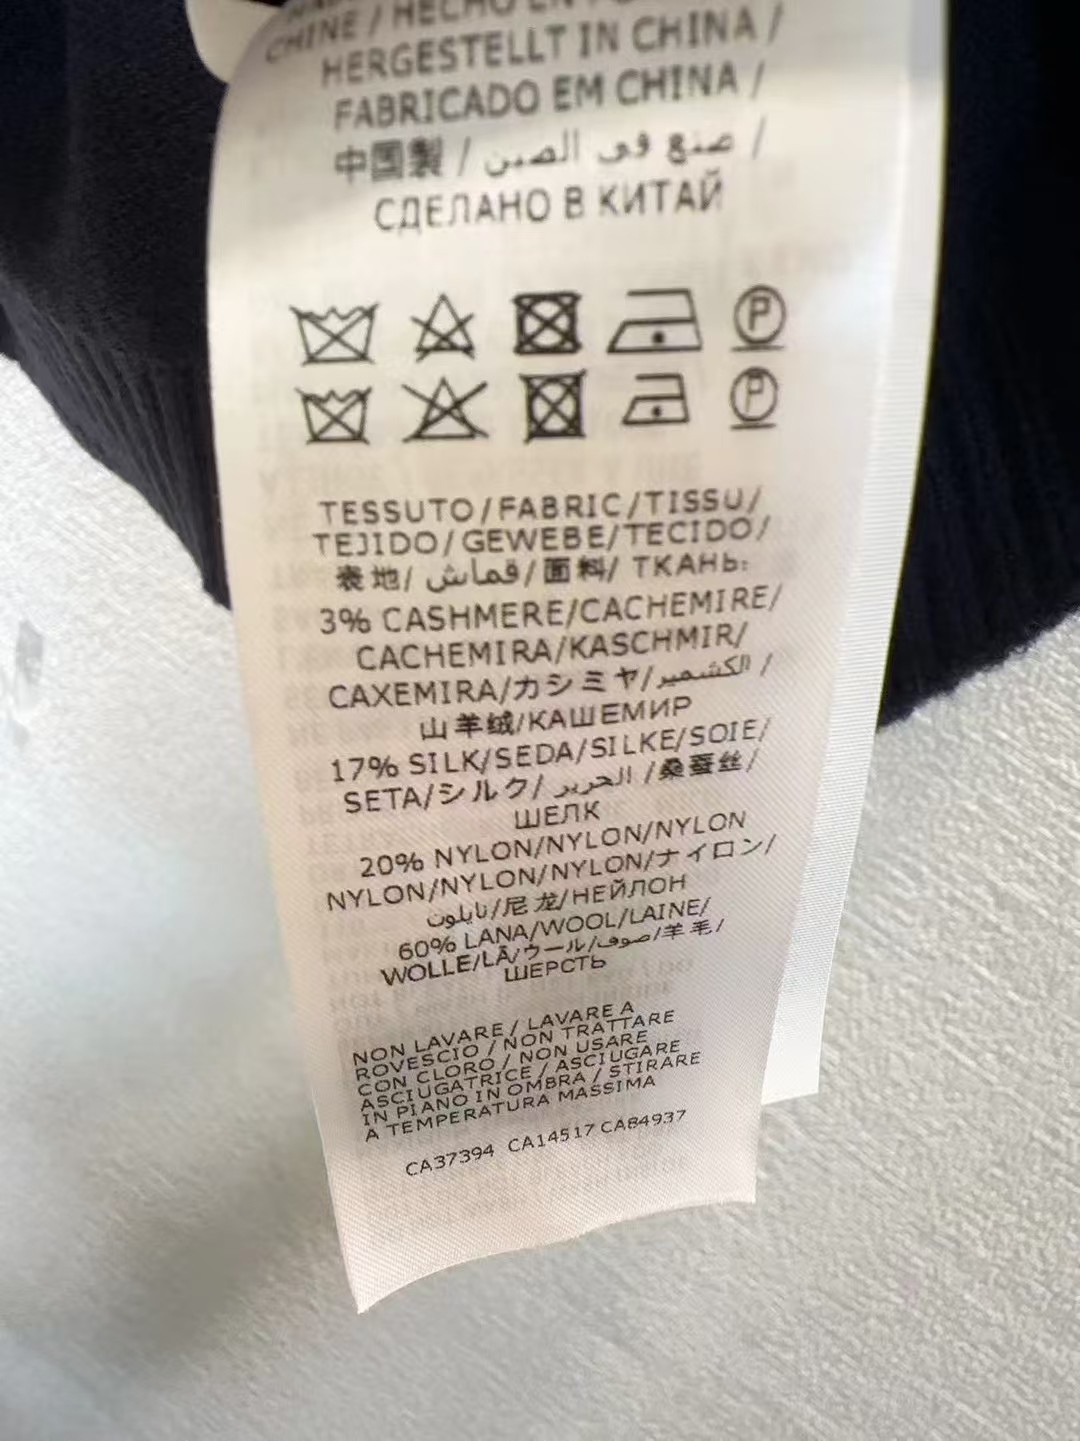 CHINE / HECHO EN
HERGESTELLT IN CHINA /
FABRICADO EM CHINA /
中国製 / صنع في الصين /
СДЕЛАНО В КИТАЙ
P
P
TESSUTO/FABRIC/TISSU/
TEJIDO/GEWEBE/TECIDO/
表地/ قماش/面料/ ТКАНЬ:
3% CASHMERE/CACHEMIRE/
CACHEMIRA/KASCHMIR/
CAXEMIRA/カシミヤ/الكشمير /
山羊绒/КАШЕМИР
17% SILK/SEDA/SILKE/SOIE/
SETA/シルク/ الحرير /桑蚕丝/
ШЕЛК
20% NYLON/NYLON/NYLON
NYLON/NYLON/NYLON/ナイロン/
نايلون/尼龙/НЕЙЛОН
60% LANA/WOOL/LAINE/
WOLLE/LÃ/ウール/صوف/羊毛/
ШЕРСТЬ
NON LAVARE / LAVARE A
ROVESCIO / NON TRATTARE
CON CLORO / NON USARE
ASCIUGATRICE / ASCIUGARE
IN PIANO IN OMBRA / STIRARE
A TEMPERATURA MASSIMA
CA37394 CA14517 CA84937